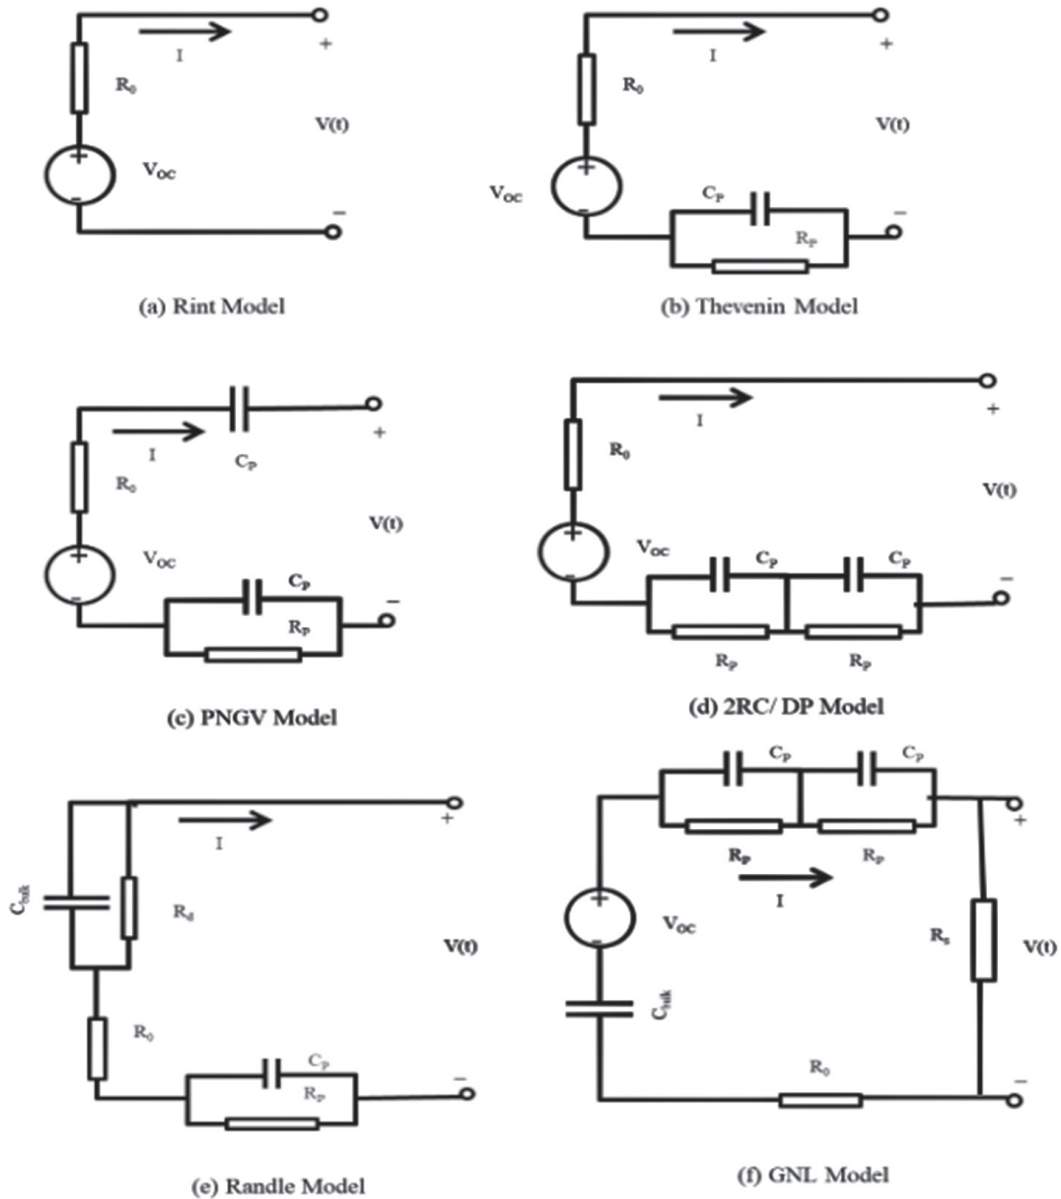 I
+
R₀
V(t)
+
V_OC
-
−
(a) Rint Model
I
+
R₀
V(t)
+
V_OC
-
C_P
−
R_P
(b) Thevenin Model
I
C_P
+
R₀
V(t)
+
V_OC
-
C_P
−
R_P
(c) PNGV Model
I
+
R₀
V(t)
+
V_OC
-
C_P
C_P
−
R_P
R_P
(d) 2RC/ DP Model
I
+
C_bulk
R_d
V(t)
R₀
C_P
−
R_P
(e) Randle Model
C_P
C_P
+
R_P
R_P
I
+
V_OC
-
R_s
V(t)
C_bulk
R₀
−
(f) GNL Model